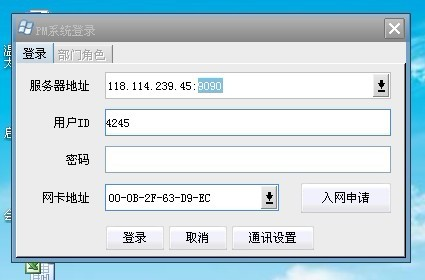 PM系统登录
登录 部门角色
服务器地址 118.114.239.45:9090
用户ID 4245
密码
网卡地址 00-0B-2F-63-D9-EC 入网申请
登录 取消 通讯设置